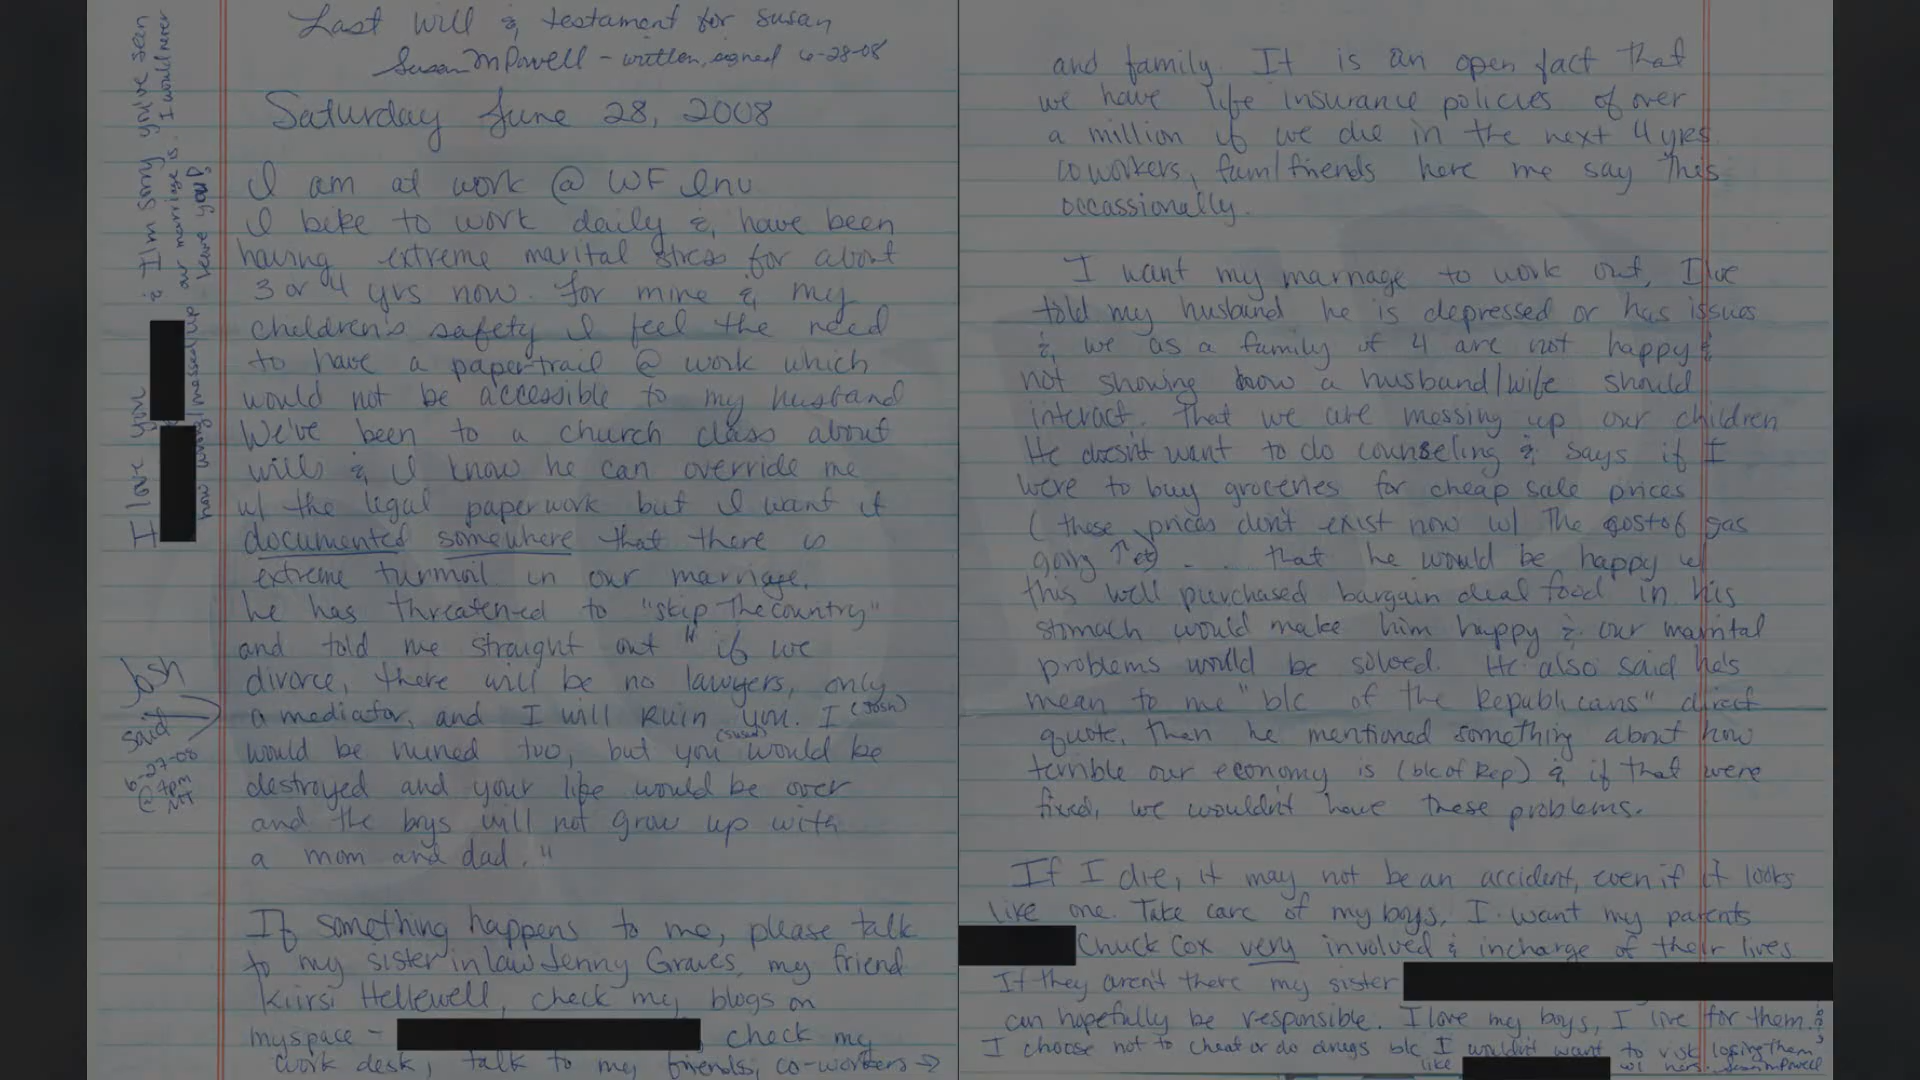 Last will & testament for Susan
Susan M Powell - written, signed 6-28-08
Saturday June 28, 2008
I am at work @ WF Inv
I bike to work daily & have been
having extreme marital stress for about
3 or 4 yrs now. For mine & my
children's safety I feel the need
to have a papertrail @ work which
would not be accessible to my husband
We've been to a church class about
wills & I know he can override me
w/ the legal paperwork but I want it
documented somewhere that there is
extreme turmoil in our marriage.
he has threatened to "skip the country"
and told me straight out "if we
divorce, there will be no lawyers, only
a mediator, and I will ruin you. I (Josh)
would be ruined too, but you (susan) would be
destroyed and your life would be over
and the boys will not grow up with
a mom and dad."
If something happens to me, please talk
to my sister in law Jenny Graves, my friend
Kiirsi Hellewell, check my blogs on
myspace - check my
work desk, talk to my friends, co-workers →
Josh
said
6-27-08
@ 7pm
MT
I love you & I'm sorry you've seen
how wrong/messed up our marriage is. I would never
leave you!
and family. It is an open fact that
we have life insurance policies of over
a million if we die in the next 4 yrs
coworkers, fam/friends here me say this
occassionally.
I want my marriage to work out, I've
told my husband he is depressed or has issues
& we as a family of 4 are not happy &
not showing how a husband/wife should
interact. That we are messing up our children
He doesn't want to do counseling & says if I
were to buy groceries for cheap sale prices
(these prices don't exist now w/ the cost of gas
going ↑ etc) . . . that he would be happy w/
this well purchased bargain deal food in his
stomach would make him happy & our marital
problems would be solved. He also said he's
mean to me "b/c of the Republicans" direct
quote, then he mentioned something about how
terrible our economy is (b/c of Rep) & if that were
fixed, we wouldn't have these problems.
If I die, it may not be an accident, even if it looks
like one. Take care of my boys. I want my parents
Chuck Cox very involved & incharge of their lives.
If they aren't there my sister
can hopefully be responsible. I love my boys, I live for them &
I choose not to cheat or do drugs b/c I wouldn't want to risk losing them
like w/ hers. Susan M Powell